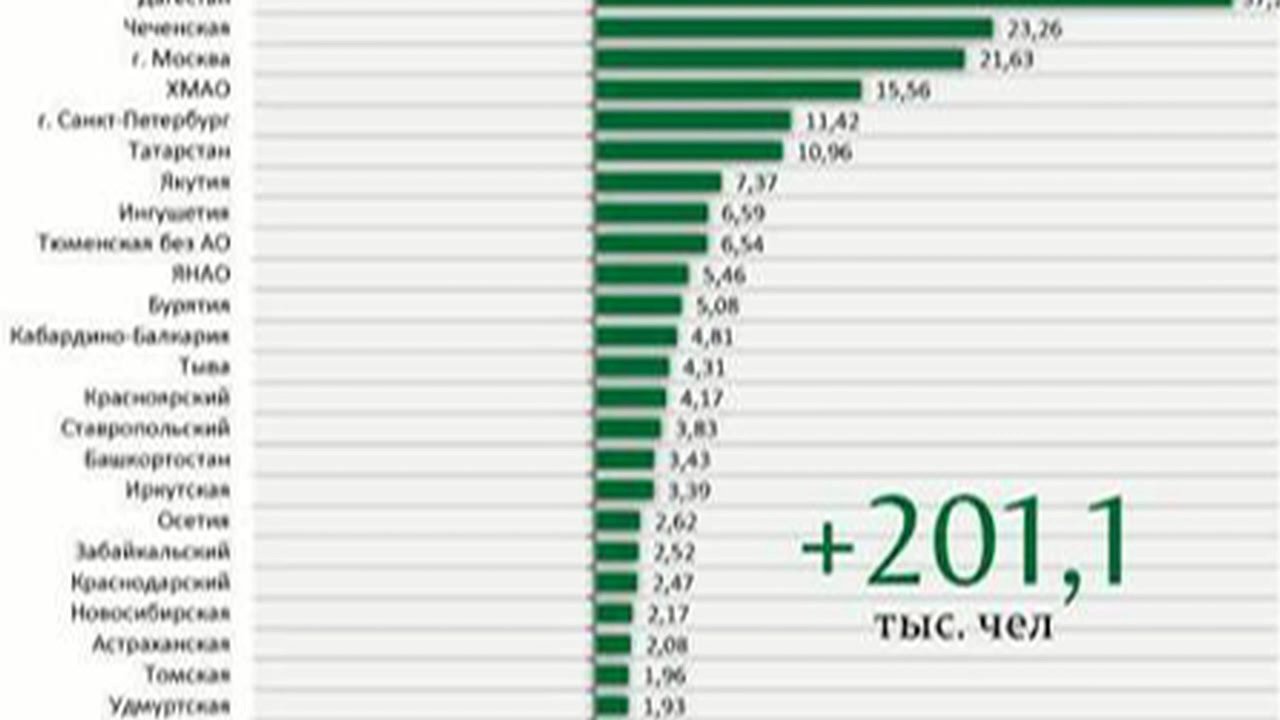 Дагестан
Чеченская 23,26
г. Москва 21,63
ХМАО 15,56
г. Санкт-Петербург 11,42
Татарстан 10,96
Якутия 7,37
Ингушетия 6,59
Тюменская без АО 6,54
ЯНАО 5,46
Бурятия 5,08
Кабардино-Балкария 4,81
Тыва 4,31
Красноярский 4,17
Ставропольский 3,83
Башкортостан 3,43
Иркутская 3,39
Осетия 2,62
Забайкальский 2,52
Краснодарский 2,47
Новосибирская 2,17
Астраханская 2,08
Томская 1,96
Удмуртская 1,93
+201,1
тыс. чел